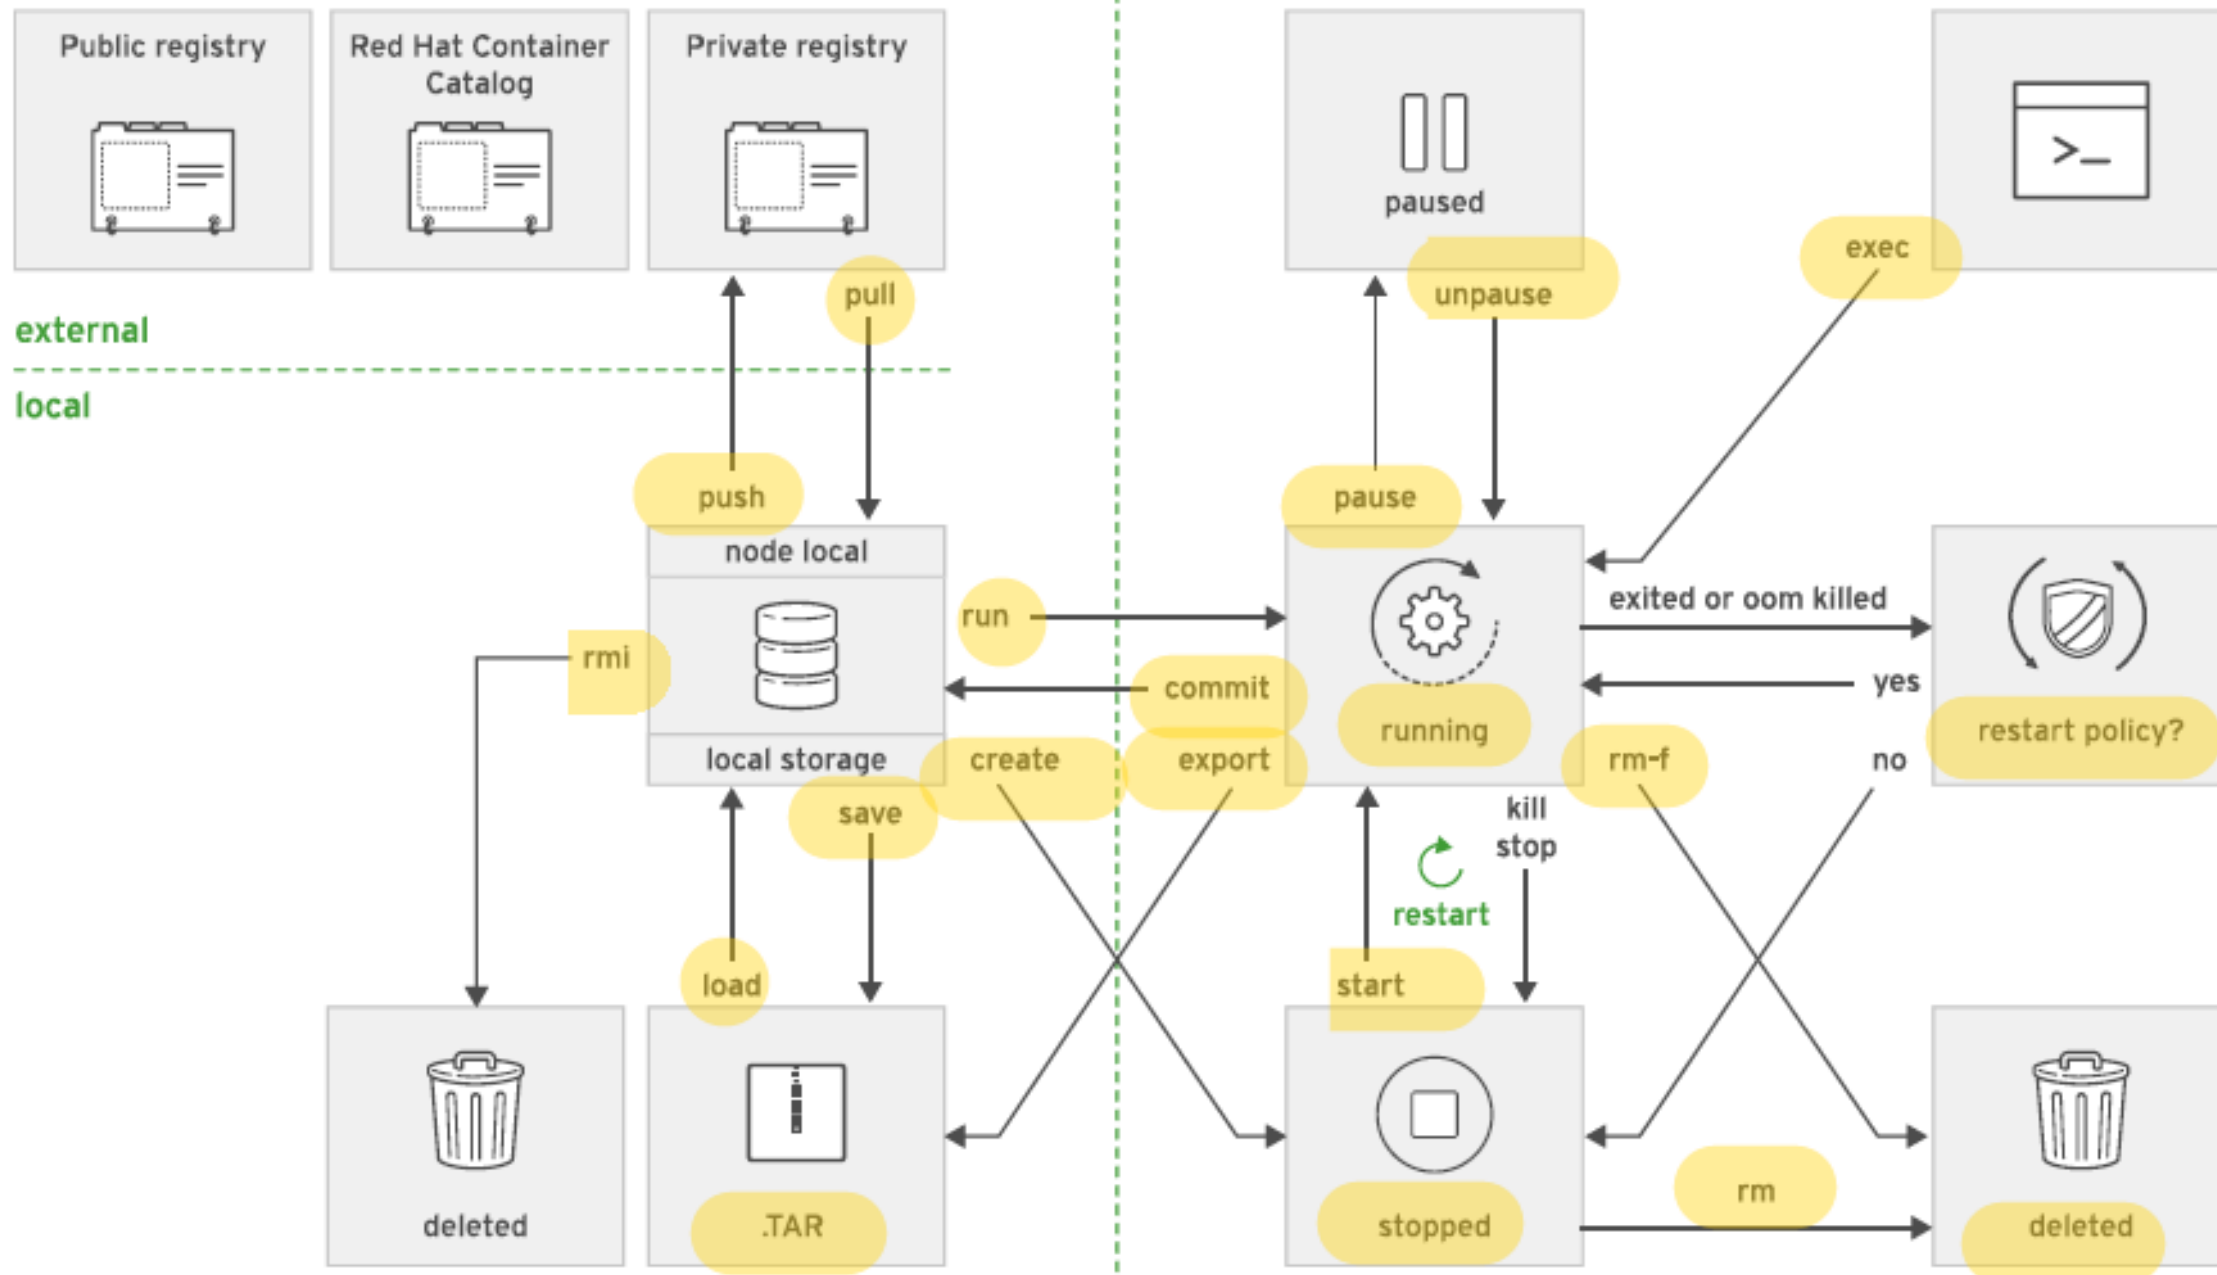 Public registry
Red Hat Container
Catalog
Private registry
paused
>_
exec
pull
unpause
external
local
push
pause
node local
run
exited or oom killed
rmi
commit
yes
running
restart policy?
local storage
create
export
rm-f
no
save
kill
stop
restart
load
start
deleted
.TAR
stopped
rm
deleted